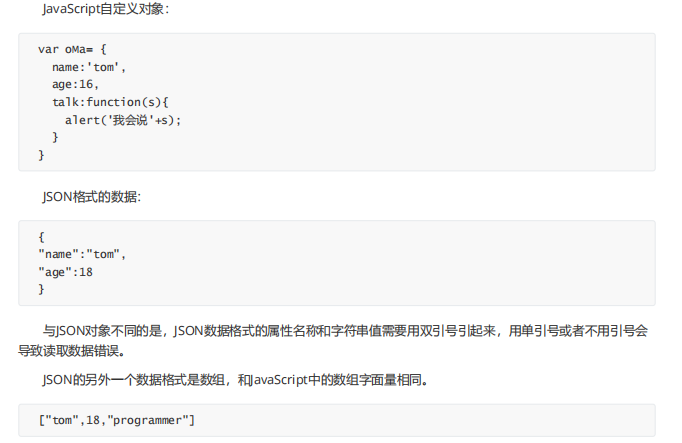 JavaScript自定义对象：
var oMa= {
name:'tom',
age:16,
talk:function(s){
alert('我会说'+s);
}
}
JSON格式的数据：
{
"name":"tom",
"age":18
}
与JSON对象不同的是，JSON数据格式的属性名称和字符串值需要用双引号引起来，用单引号或者不用引号会
导致读取数据错误。
JSON的另外一个数据格式是数组，和JavaScript中的数组字面量相同。
["tom",18,"programmer"]